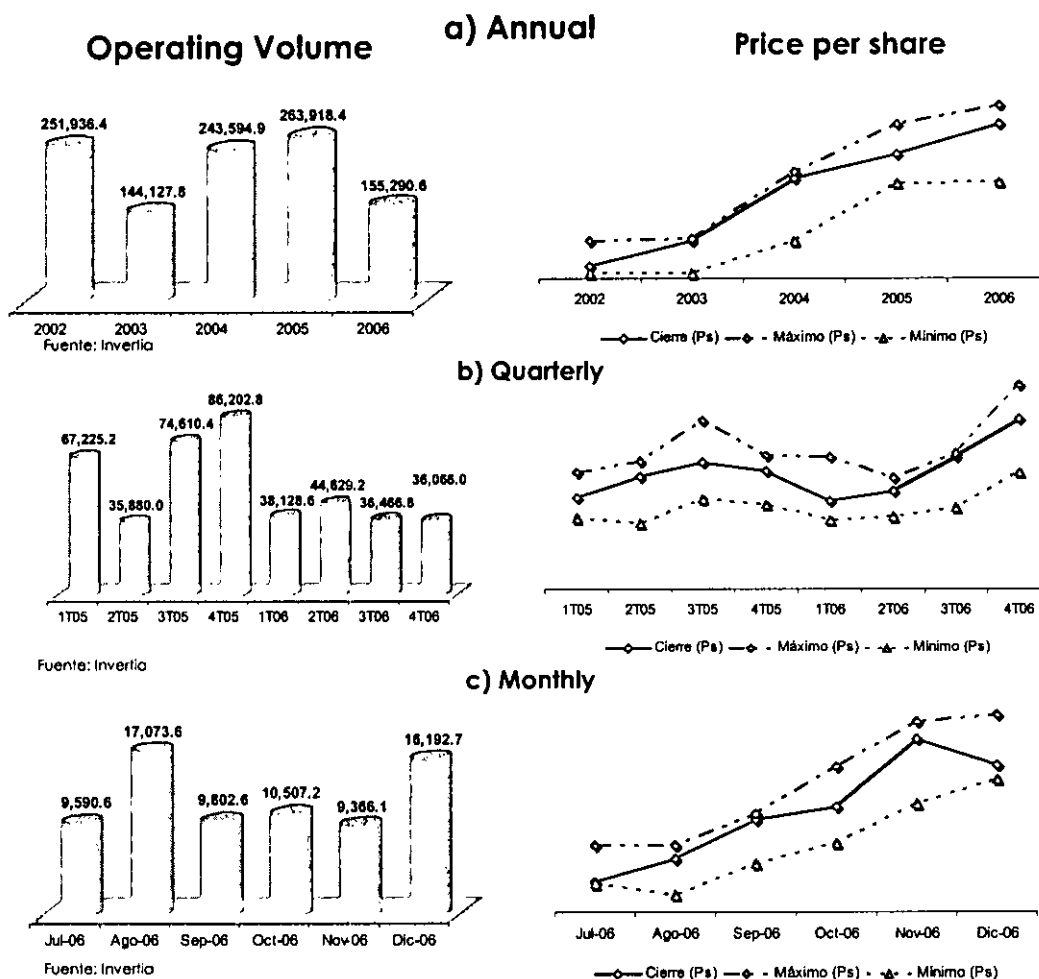 a) Annual
Operating Volume
Price per share
251,936.4
144,127.8
243,594.9
263,918.4
155,290.6
2002 2003 2004 2005 2006
Fuente: Invertia
2002 2003 2004 2005 2006
Cierre (Ps) Máximo (Ps) Mínimo (Ps)
b) Quarterly
67,225.2
35,880.0
74,610.4
86,202.8
38,128.6
44,829.2
36,466.8
36,066.0
1T05 2T05 3T05 4T05 1T06 2T06 3T06 4T06
Fuente: Invertia
1T05 2T05 3T05 4T05 1T06 2T06 3T06 4T06
Cierre (Ps) Máximo (Ps) Mínimo (Ps)
c) Monthly
9,590.6
17,073.6
9,802.6
10,507.2
9,366.1
16,192.7
Jul-06 Ago-06 Sep-06 Oct-06 Nov-06 Dic-06
Fuente: Invertia
Jul-06 Ago-06 Sep-06 Oct-06 Nov-06 Dic-06
Cierre (Ps) Máximo (Ps) Mínimo (Ps)